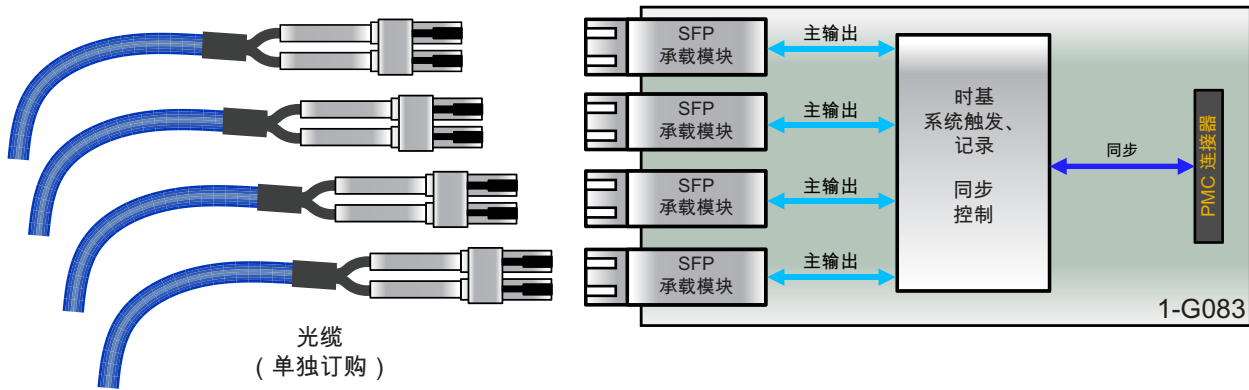 SFP
承载模块
主输出
SFP
承载模块
主输出
SFP
承载模块
主输出
SFP
承载模块
主输出
时基
系统触发、
记录
同步
控制
同步
PMC 连接器
1-G083
光缆
(单独订购)